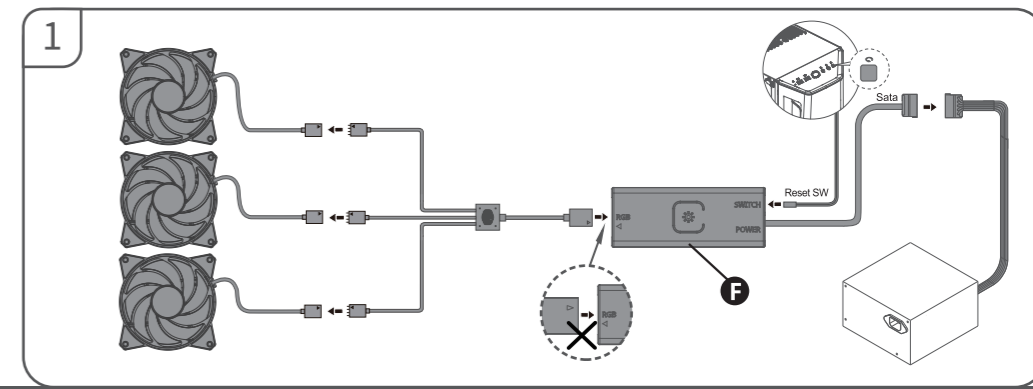 1
Sata
Reset SW
SWITCH
RGB
POWER
F
RGB